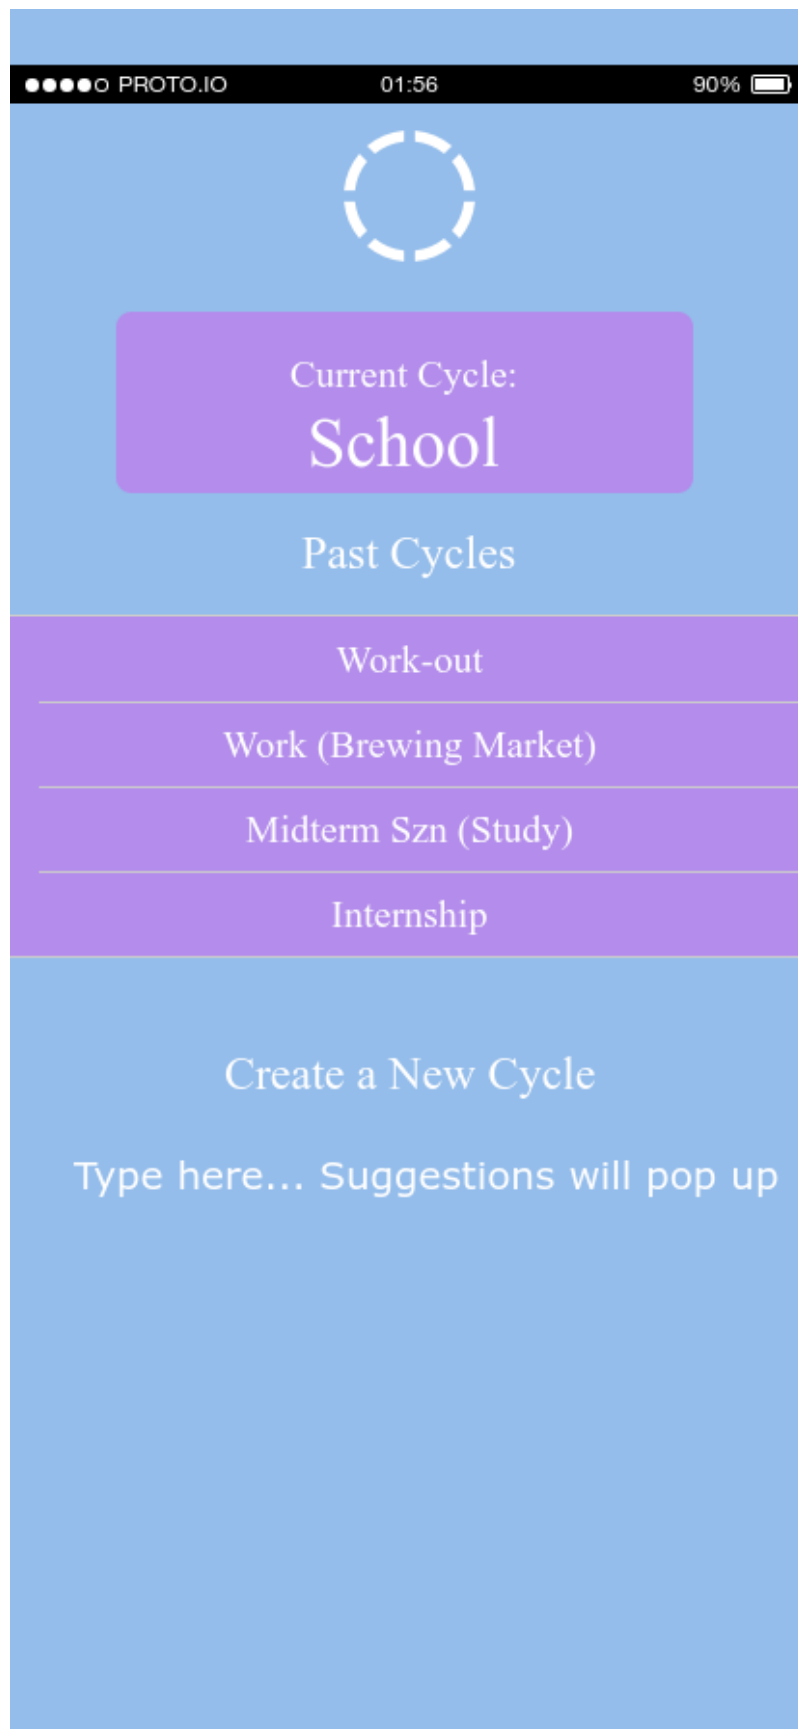 PROTO.IO 01:56 90%
Current Cycle:
School
Past Cycles
Work-out
Work (Brewing Market)
Midterm Szn (Study)
Internship
Create a New Cycle
Type here... Suggestions will pop up